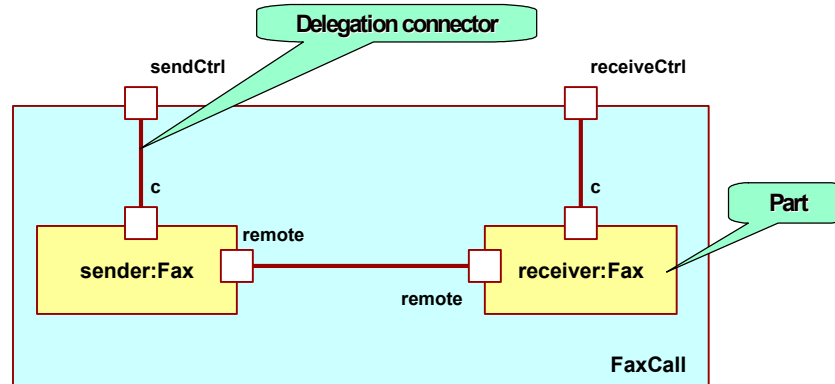 Delegation connector
sendCtrl
receiveCtrl
c
c
Part
remote
sender:Fax
receiver:Fax
remote
FaxCall